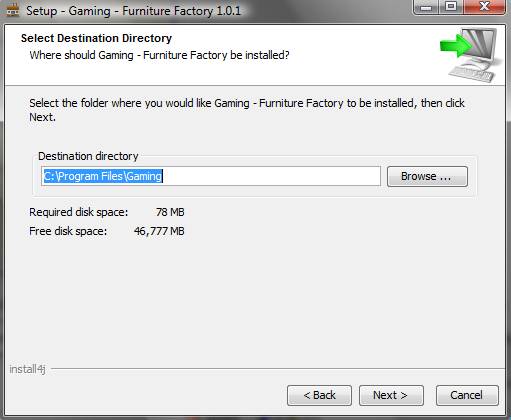 Setup - Gaming - Furniture Factory 1.0.1
Select Destination Directory
Where should Gaming - Furniture Factory be installed?
Select the folder where you would like Gaming - Furniture Factory to be installed, then click
Next.
Destination directory
C:\Program Files\Gaming
Browse ...
Required disk space: 78 MB
Free disk space: 46,777 MB
install4j
< Back
Next >
Cancel